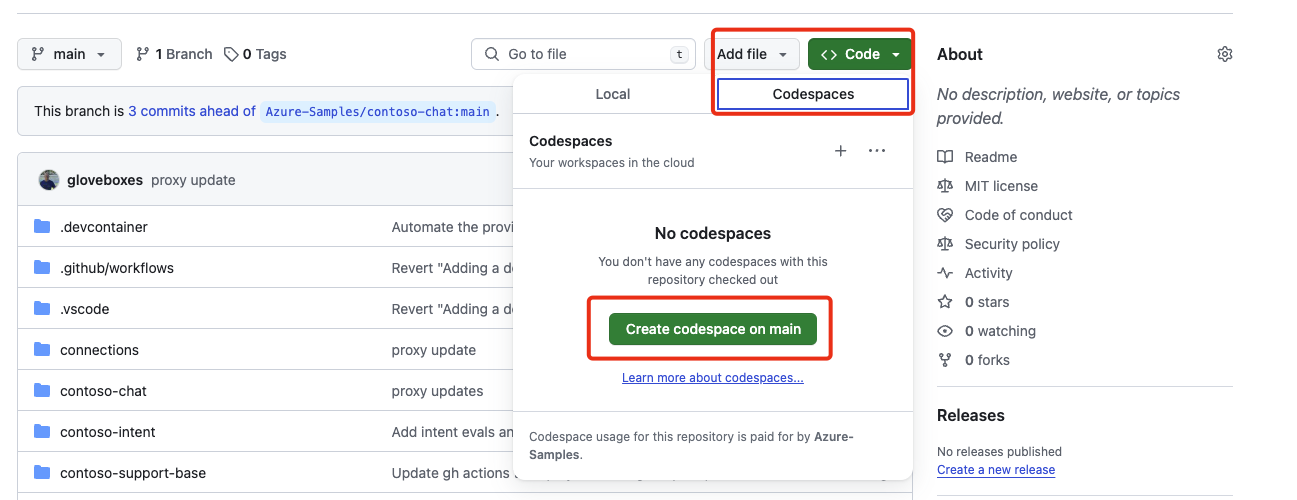 main
1 Branch
0 Tags
Go to file
t
Add file
Code
This branch is 3 commits ahead of Azure-Samples/contoso-chat:main .
gloveboxes proxy update
.devcontainer Automate the provi
.github/workflows Revert "Adding a de
.vscode Revert "Adding a de
connections proxy update
contoso-chat proxy updates
contoso-intent Add intent evals an
contoso-support-base Update gh actions
Local
Codespaces
Codespaces
Your workspaces in the cloud
No codespaces
You don't have any codespaces with this
repository checked out
Create codespace on main
Learn more about codespaces...
Codespace usage for this repository is paid for by Azure-
Samples.
About
No description, website, or topics
provided.
Readme
MIT license
Code of conduct
Security policy
Activity
0 stars
0 watching
0 forks
Releases
No releases published
Create a new release